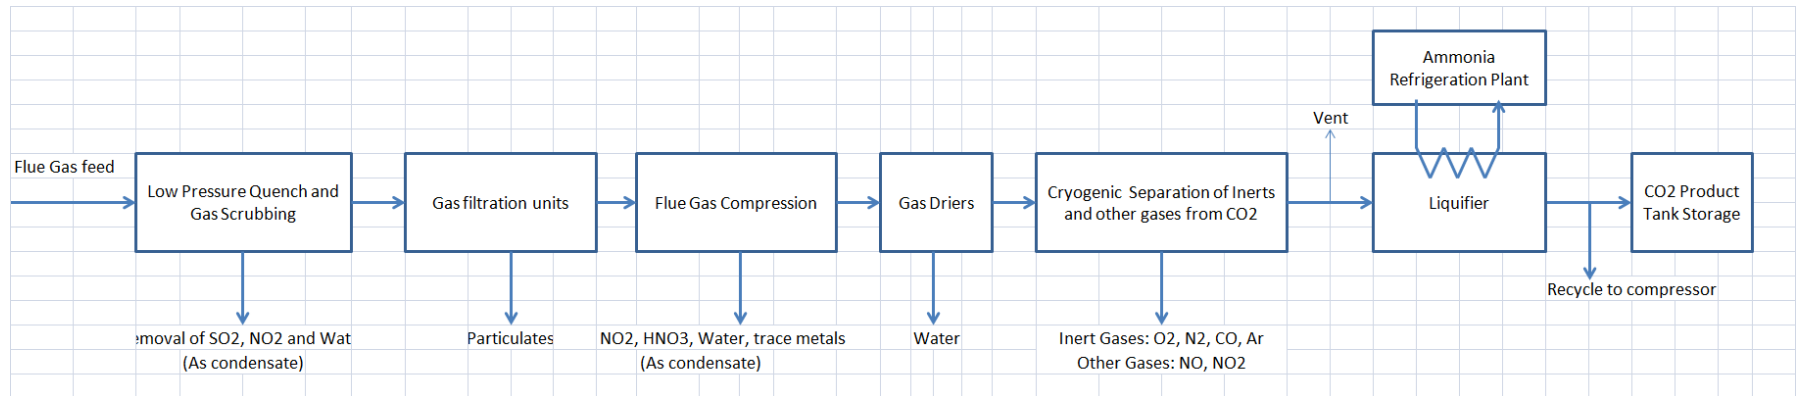 Ammonia
Refrigeration Plant
Vent
Flue Gas feed
Low Pressure Quench and
Gas Scrubbing
Gas filtration units
Flue Gas Compression
Gas Driers
Cryogenic Separation of Inerts
and other gases from CO2
Liquifier
CO2 Product
Tank Storage
Recycle to compressor
emoval of SO2, NO2 and Wat
(As condensate)
Particulates
NO2, HNO3, Water, trace metals
(As condensate)
Water
Inert Gases: O2, N2, CO, Ar
Other Gases: NO, NO2